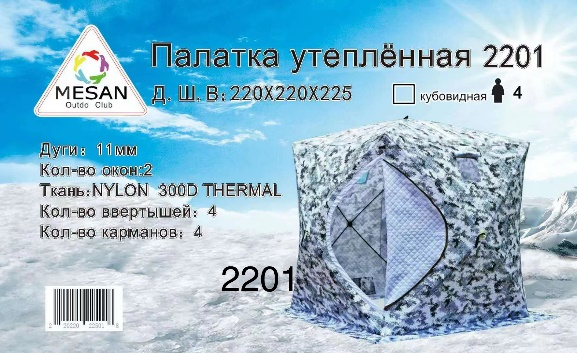 MESAN
Outdo Club
Палатка утеплённая 2201
Д. Ш. В: 220X220X225
кубовидная 4
Дуги: 11мм
Кол-во окон:2
Ткань:NYLON 300D THERMAL
Кол-во ввертышей: 4
Кол-во карманов: 4
2201